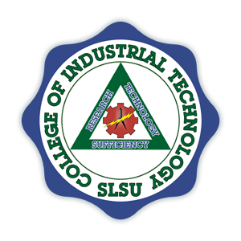 COLLEGE OF INDUSTRIAL TECHNOLOGY
SLSU
RESEARCH
TECHNOLOGY
SUFFICIENCY